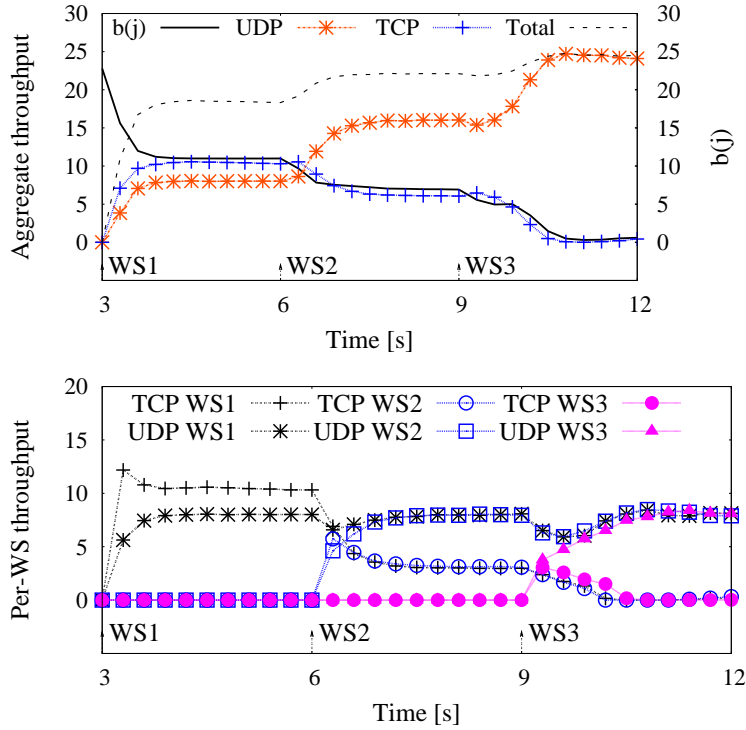 b(j) UDP TCP Total
30 30
25 25
20 20
15 15
10 10
5 5
0 0
Aggregate throughput
b(j)
WS1 WS2 WS3
3 6 9 12
Time [s]
20
15
10
5
0
Per-WS throughput
TCP WS1 TCP WS2 TCP WS3
UDP WS1 UDP WS2 UDP WS3
WS1 WS2 WS3
3 6 9 12
Time [s]